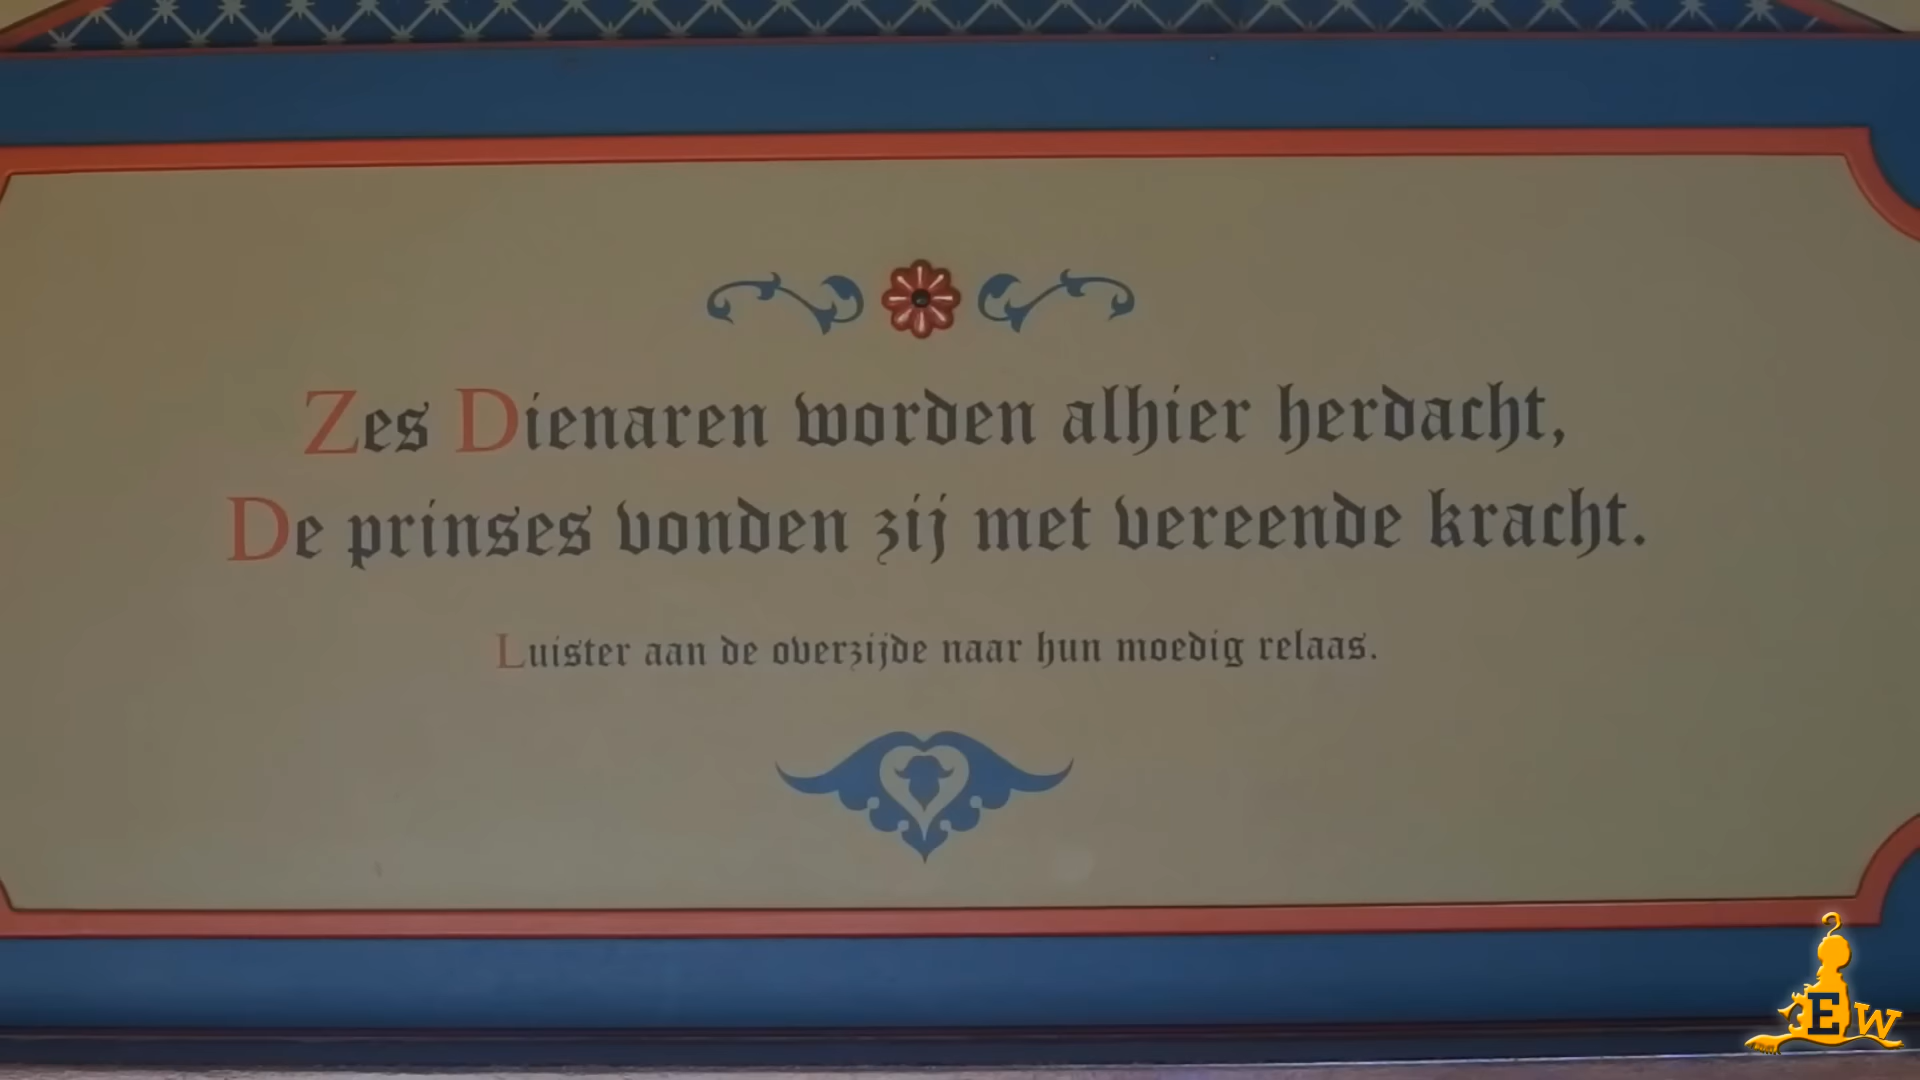 Zes Dienaren worden alhier herdacht,
De prinses vonden zij met vereende kracht.
Luister aan de overzijde naar hun moedig relaas.
EW